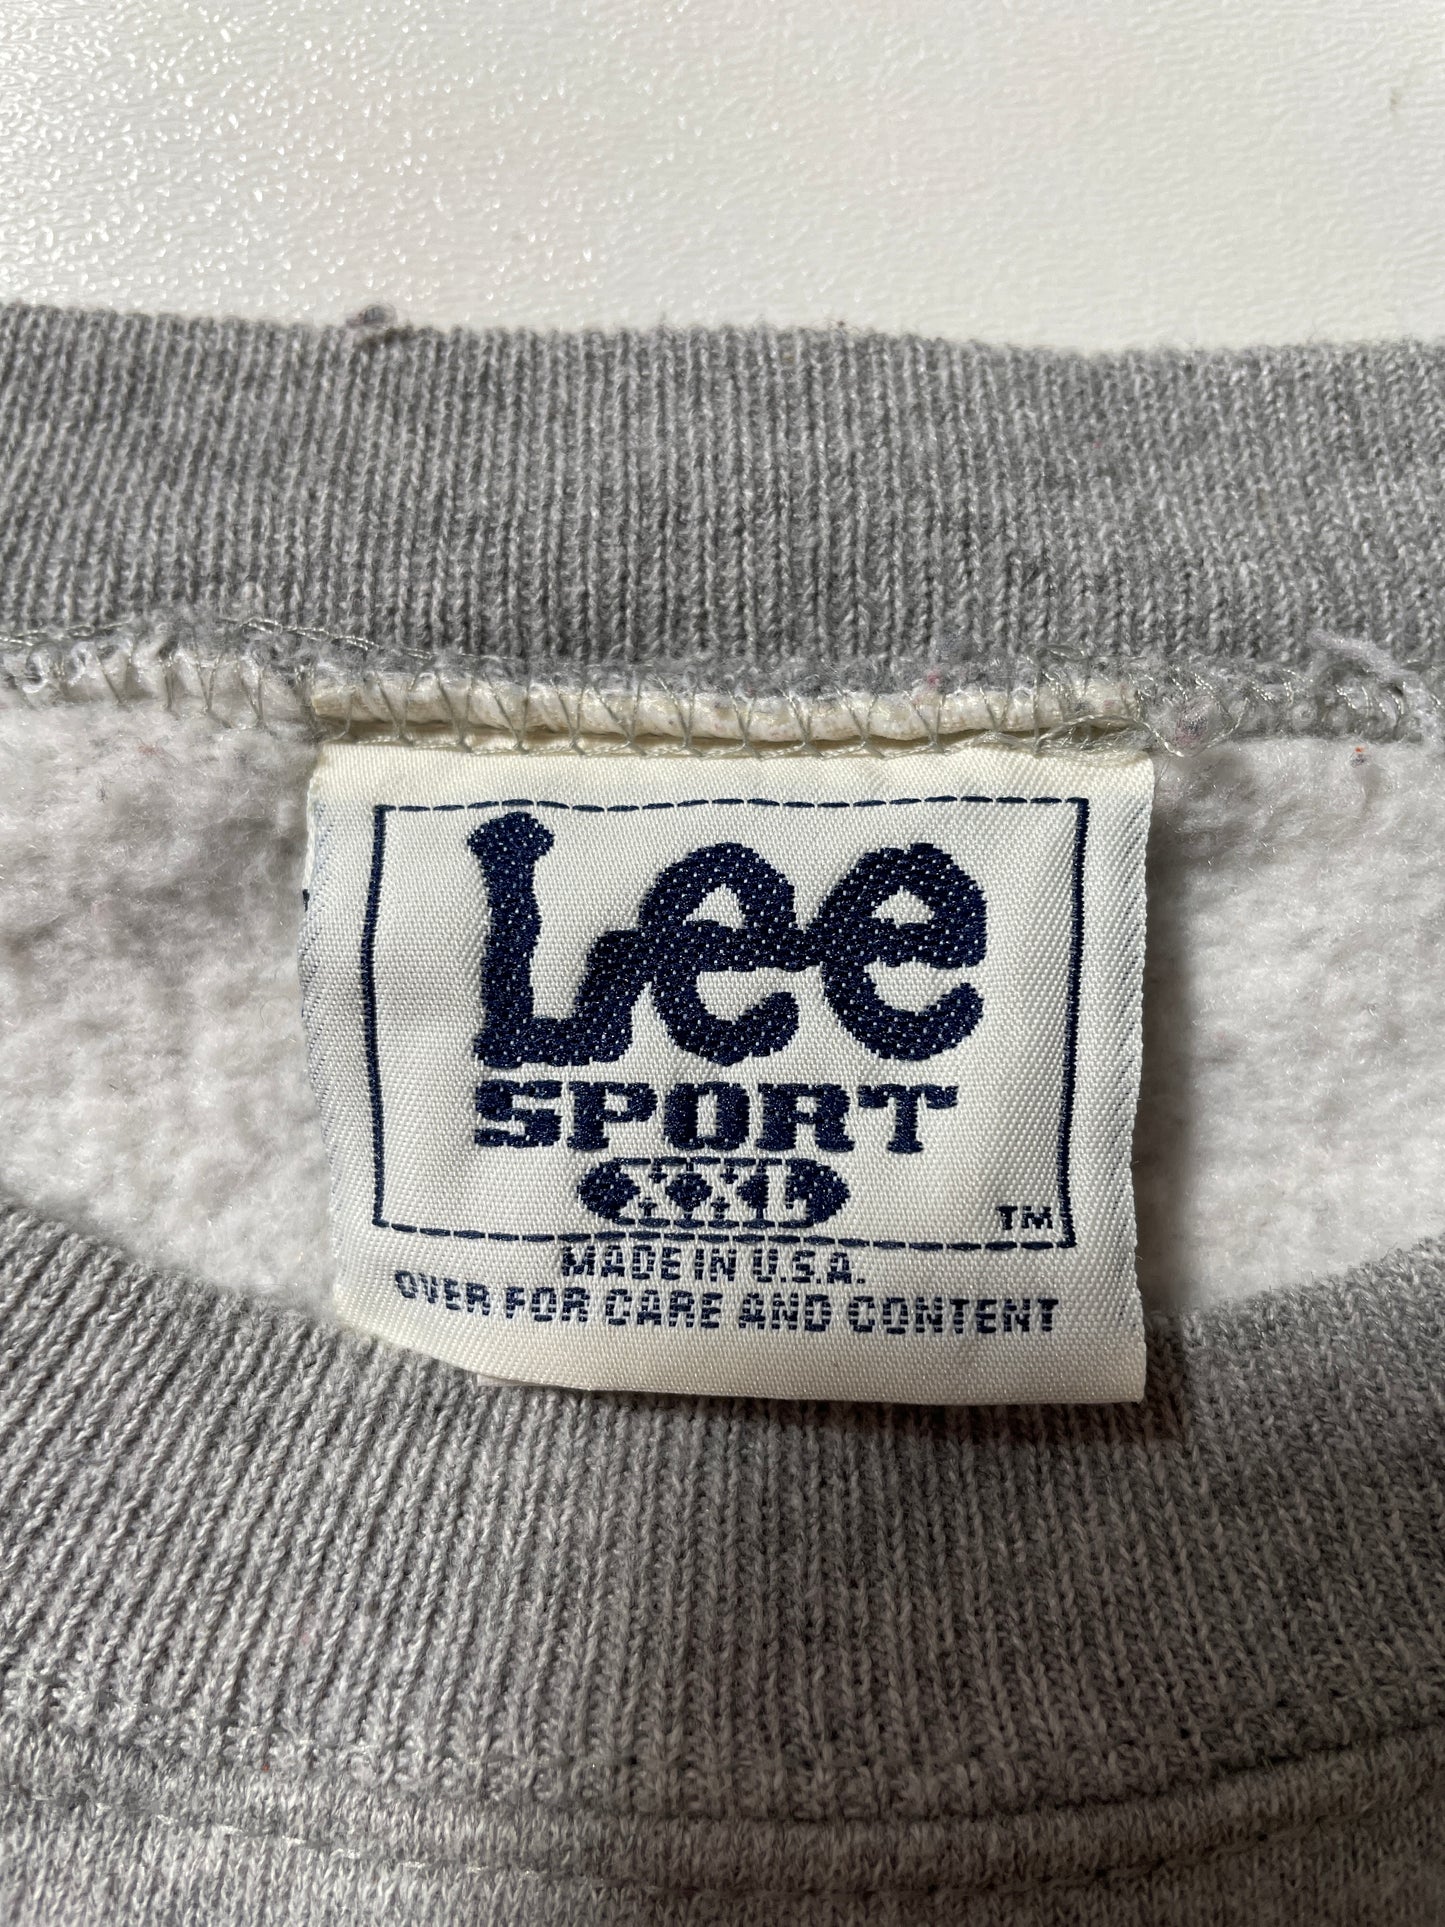 Lee
SPORT
XXL
TM
MADE IN U.S.A.
OVER FOR CARE AND CONTENT